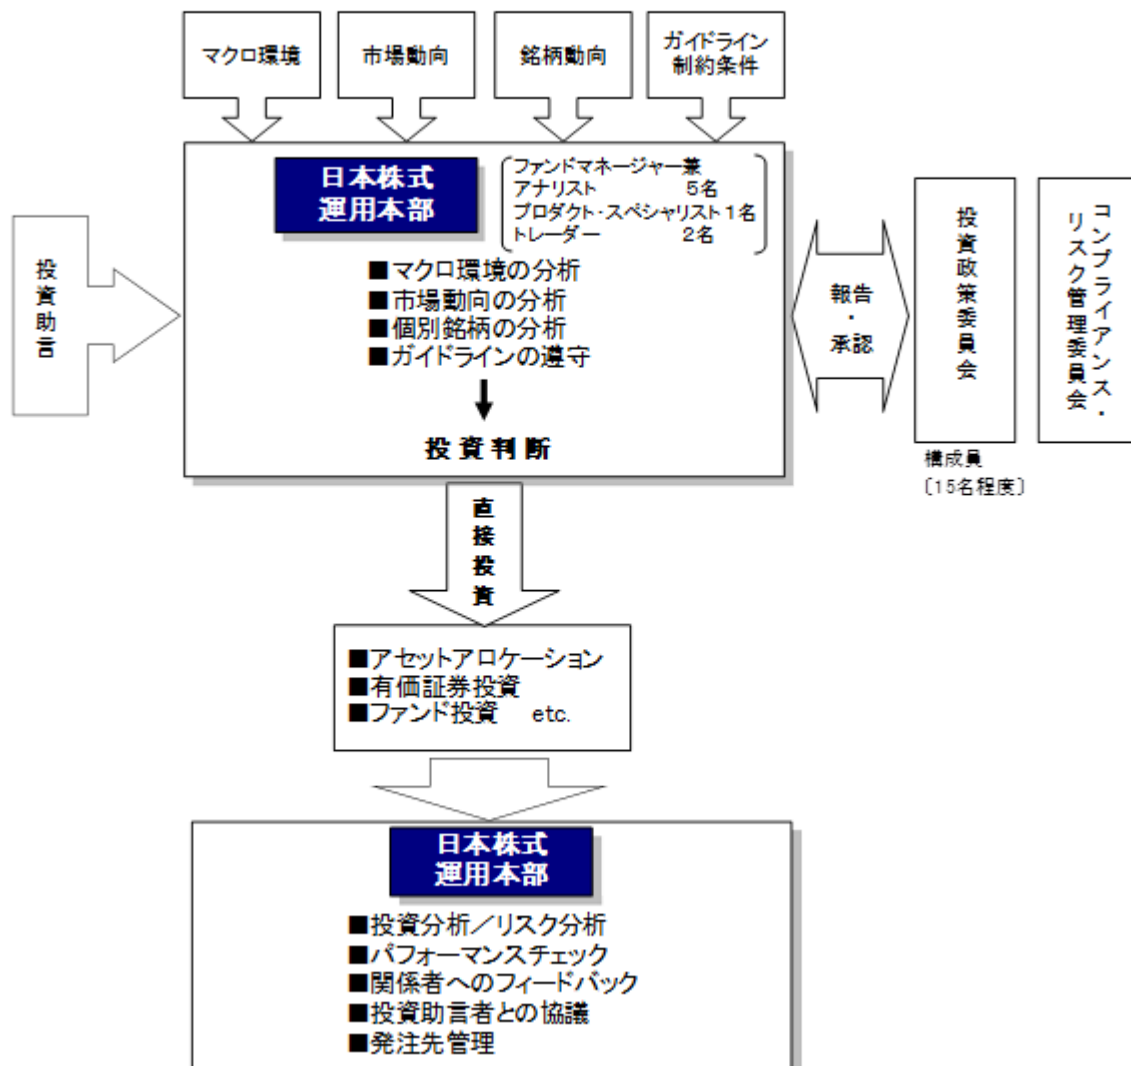 マクロ環境
市場動向
銘柄動向
ガイドライン
制約条件
日本株式
運用本部
ファンドマネージャー兼
アナリスト 5名
プロダクト・スペシャリスト1名
トレーダー 2名
投資助言
■マクロ環境の分析
■市場動向の分析
■個別銘柄の分析
■ガイドラインの遵守
投資判断
報告
・
承認
投資政策委員会
コンプライアンス・
リスク管理委員会
構成員
〔15名程度〕
直接投資
■アセットアロケーション
■有価証券投資
■ファンド投資 etc.
日本株式
運用本部
■投資分析/リスク分析
■パフォーマンスチェック
■関係者へのフィードバック
■投資助言者との協議
■発注先管理